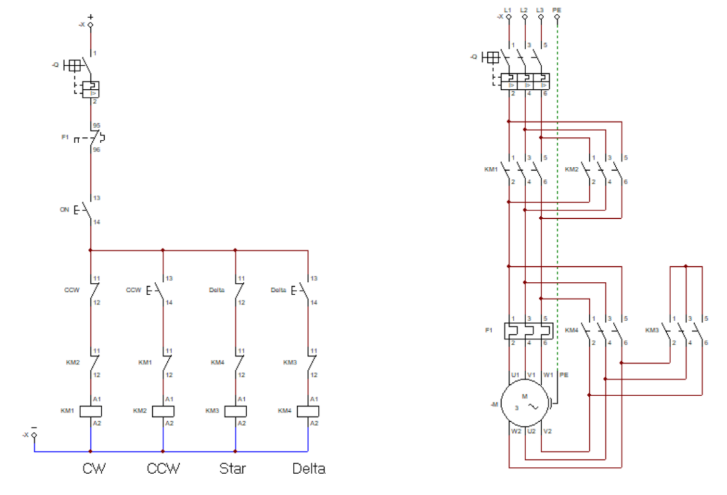 +
-X
1
-Q
2
95
F1
96
13
ON
14
11 13 11 13
CCW CCW Delta Delta
12 14 12 14
11 11 11 11
KM2 KM1 KM4 KM3
12 12 12 12
A1 A1 A1 A1
KM1 KM2 KM3 KM4
A2 A2 A2 A2
-X
CW CCW Star Delta
L1 L2 L3 PE
-X
1 3 5
-Q
2 4 6
1 3 5 1 3 5
KM1 KM2
2 4 6 2 4 6
1 3 5 1 3 5 1 3 5
F1 KM4 KM3
2 4 6 2 4 6 2 4 6
U1 V1 W1 PE
M
-M
3
W2 U2 V2